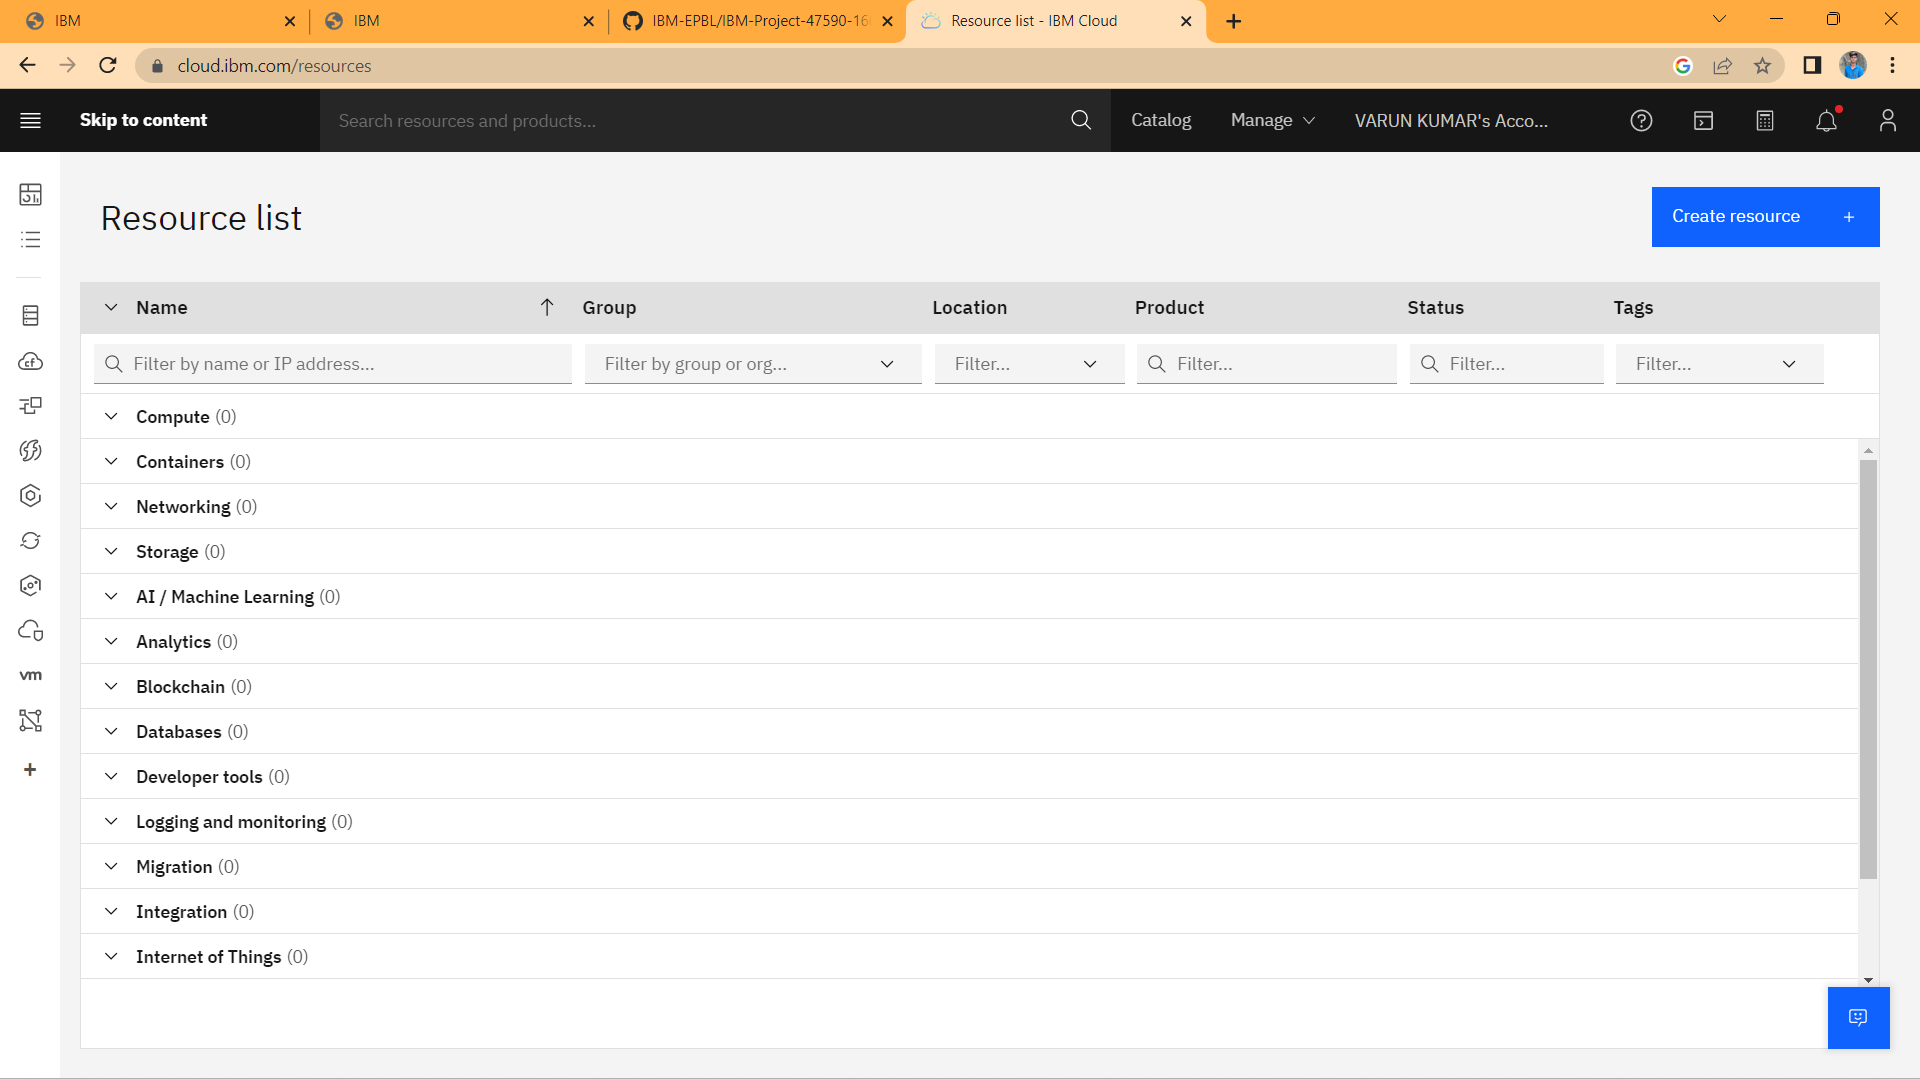 IBM
IBM
IBM-EPBL/IBM-Project-47590-16
Resource list - IBM Cloud
cloud.ibm.com/resources
Skip to content
Search resources and products...
Catalog
Manage
VARUN KUMAR's Acco...
Resource list
Create resource +
Name
Group
Location
Product
Status
Tags
Filter by name or IP address...
Filter by group or org...
Filter...
Filter...
Filter...
Filter...
Compute (0)
Containers (0)
Networking (0)
Storage (0)
AI / Machine Learning (0)
Analytics (0)
Blockchain (0)
Databases (0)
Developer tools (0)
Logging and monitoring (0)
Migration (0)
Integration (0)
Internet of Things (0)
cf
vm